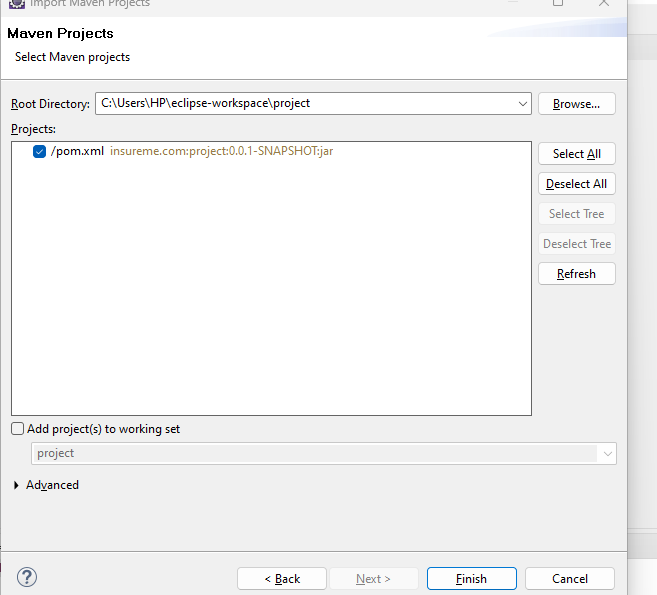 Import Maven Projects
Maven Projects
Select Maven projects
Root Directory: C:\Users\HP\eclipse-workspace\project Browse...
Projects:
/pom.xml insureme.com:project:0.0.1-SNAPSHOT:jar
Select All
Deselect All
Select Tree
Deselect Tree
Refresh
Add project(s) to working set
project
Advanced
? < Back Next > Finish Cancel